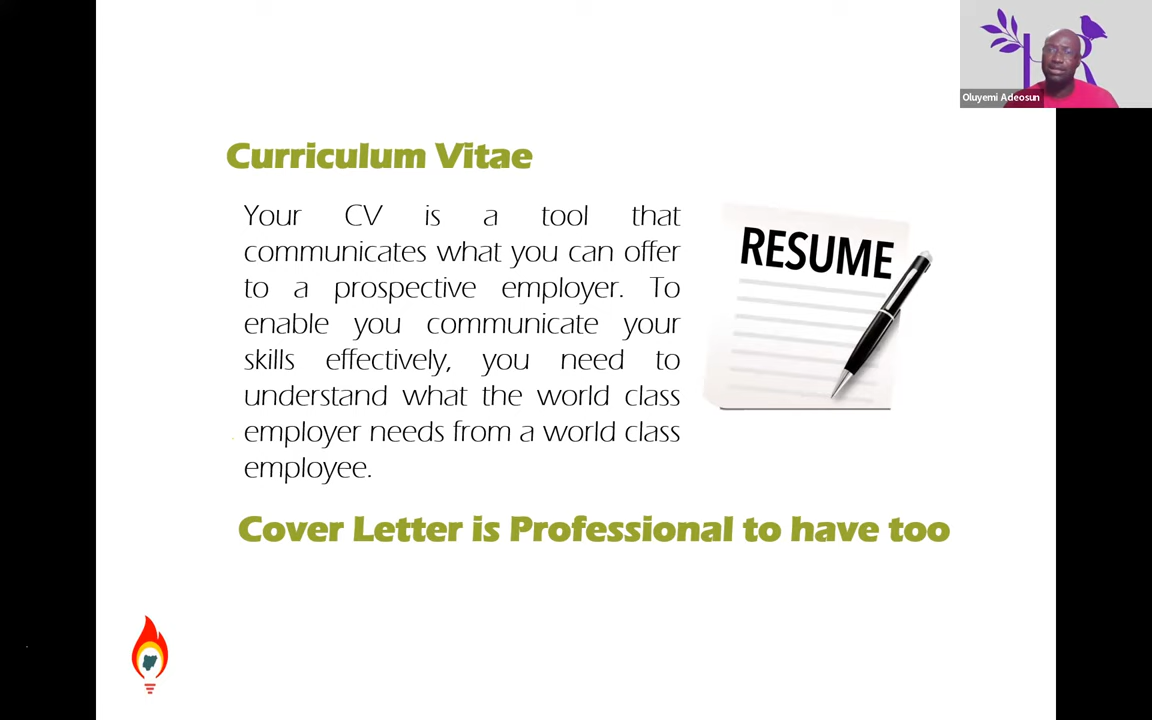 Oluyemi Adeosun
Curriculum Vitae
Your CV is a tool that
communicates what you can offer
to a prospective employer. To
enable you communicate your
skills effectively, you need to
understand what the world class
employer needs from a world class
employee.
RESUME
Cover Letter is Professional to have too